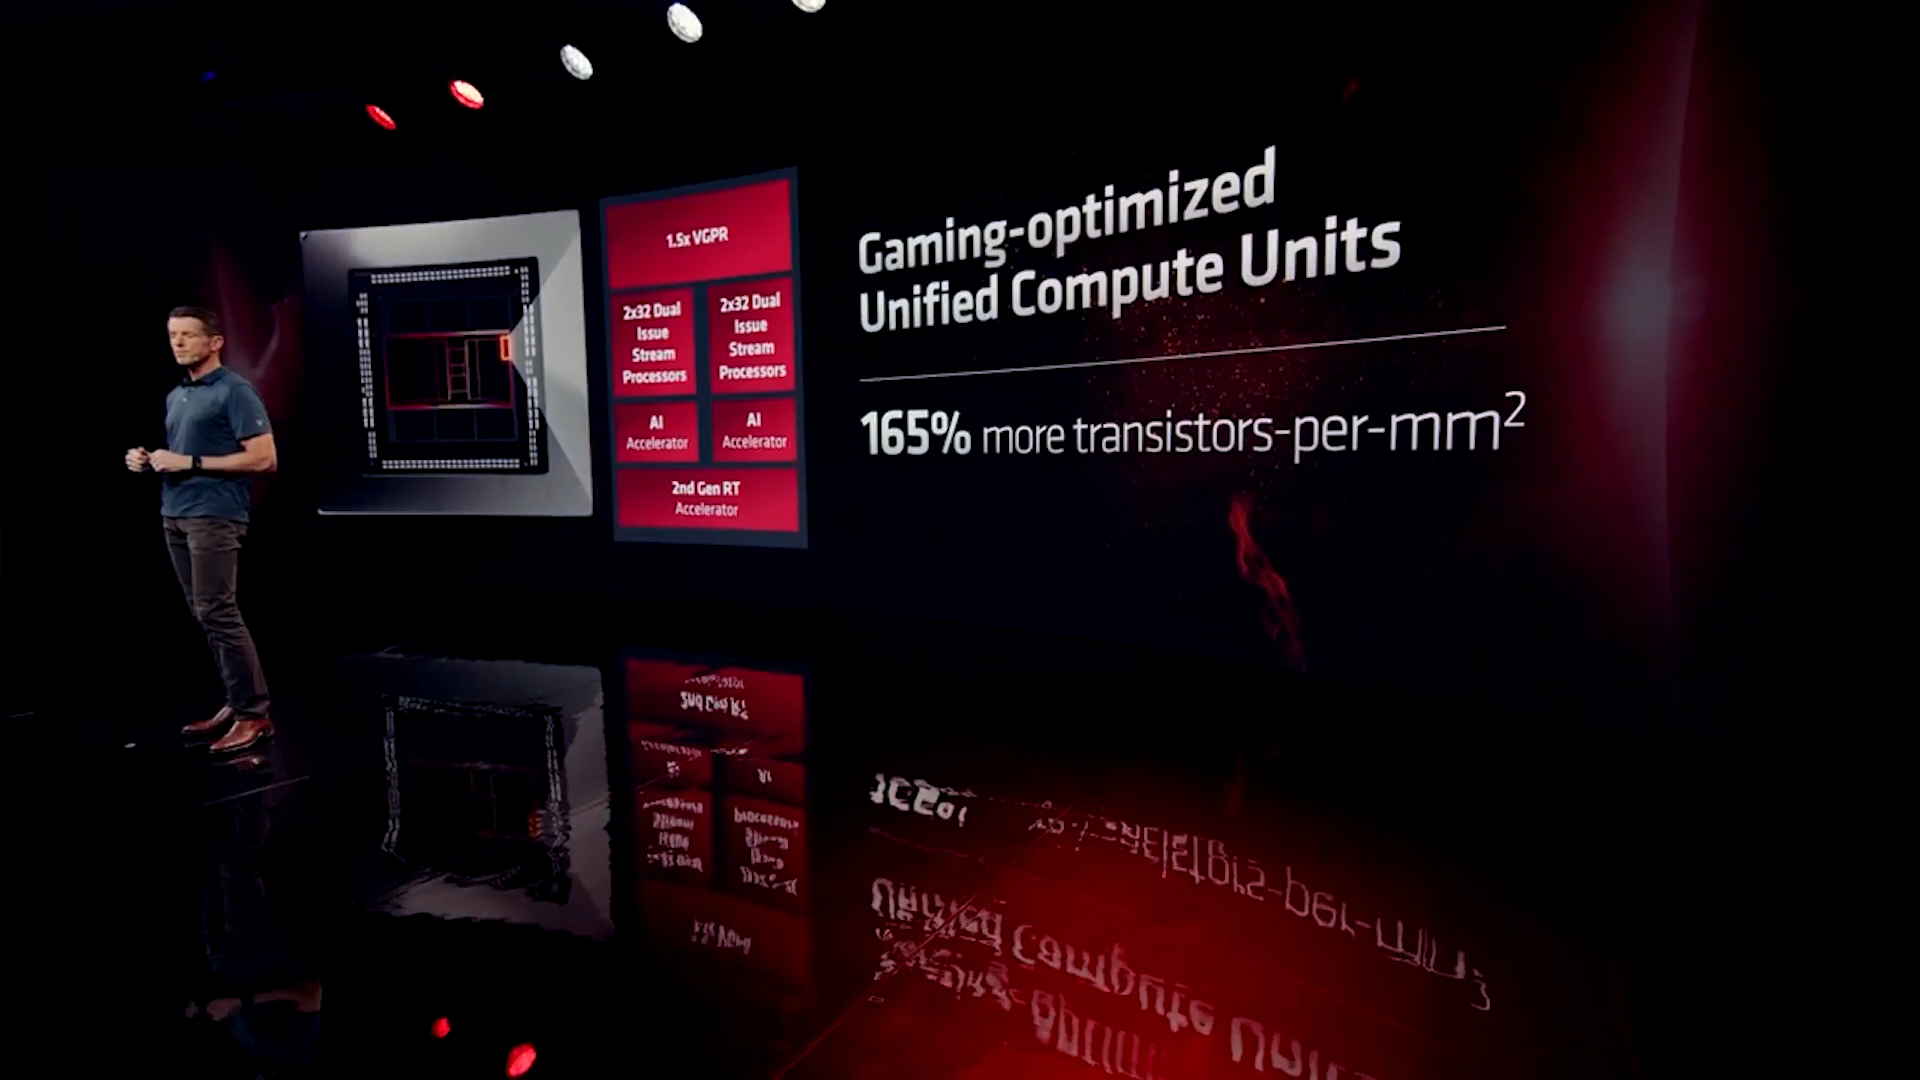 1.5x VGPR
2x32 Dual
Issue
Stream
Processors
2x32 Dual
Issue
Stream
Processors
AI
Accelerator
AI
Accelerator
2nd Gen RT
Accelerator
Gaming-optimized
Unified Compute Units
165% more transistors-per-mm²